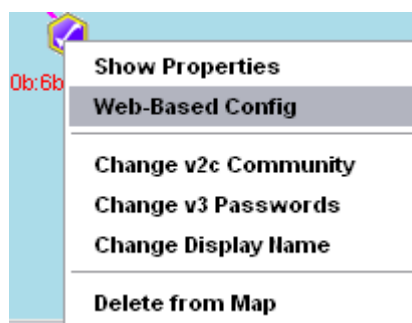 0b:6b
Show Properties
Web-Based Config
Change v2c Community
Change v3 Passwords
Change Display Name
Delete from Map